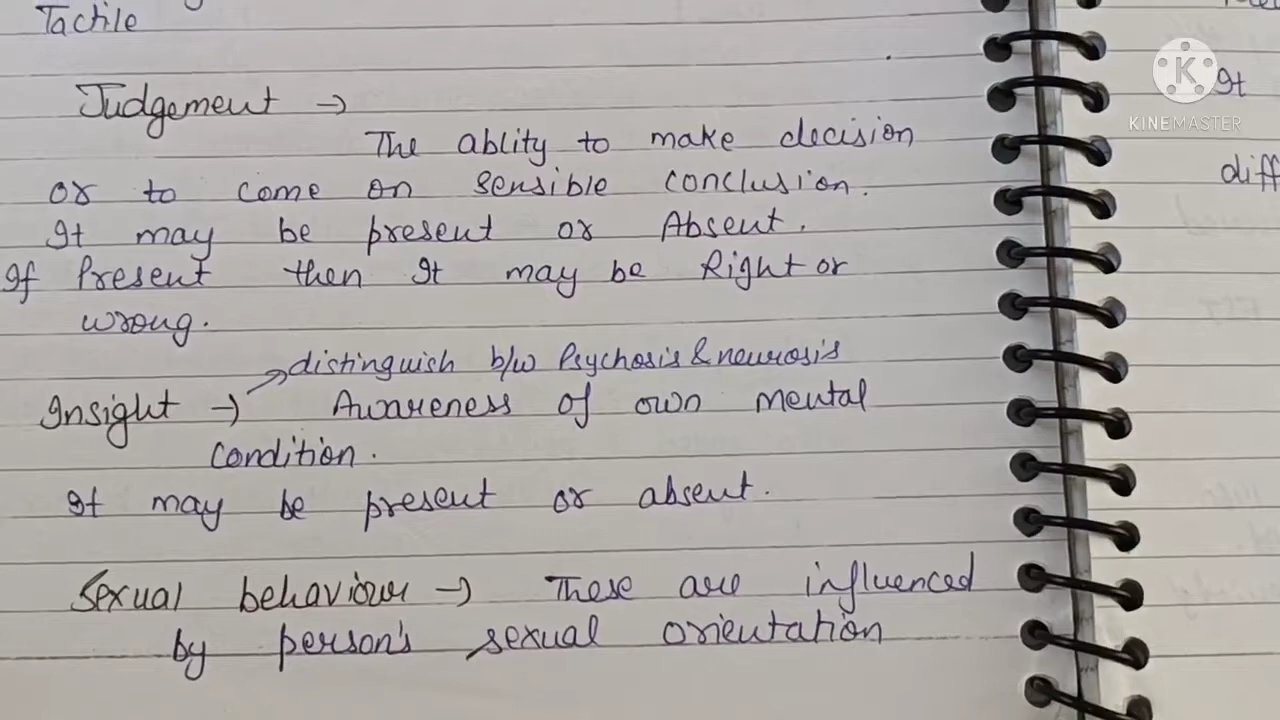 Tactile
Judgement →
The ablity to make decision
or to come on sensible conclusion.
It may be present or Absent.
If Present then It may be Right or
wrong.
distinguish b/w Psychosis & neurosis
Insight → Awareness of own mental
condition.
It may be present or absent.
Sexual behaviour → These are influenced
by person's sexual orientation
It
diff
KINEMASTER